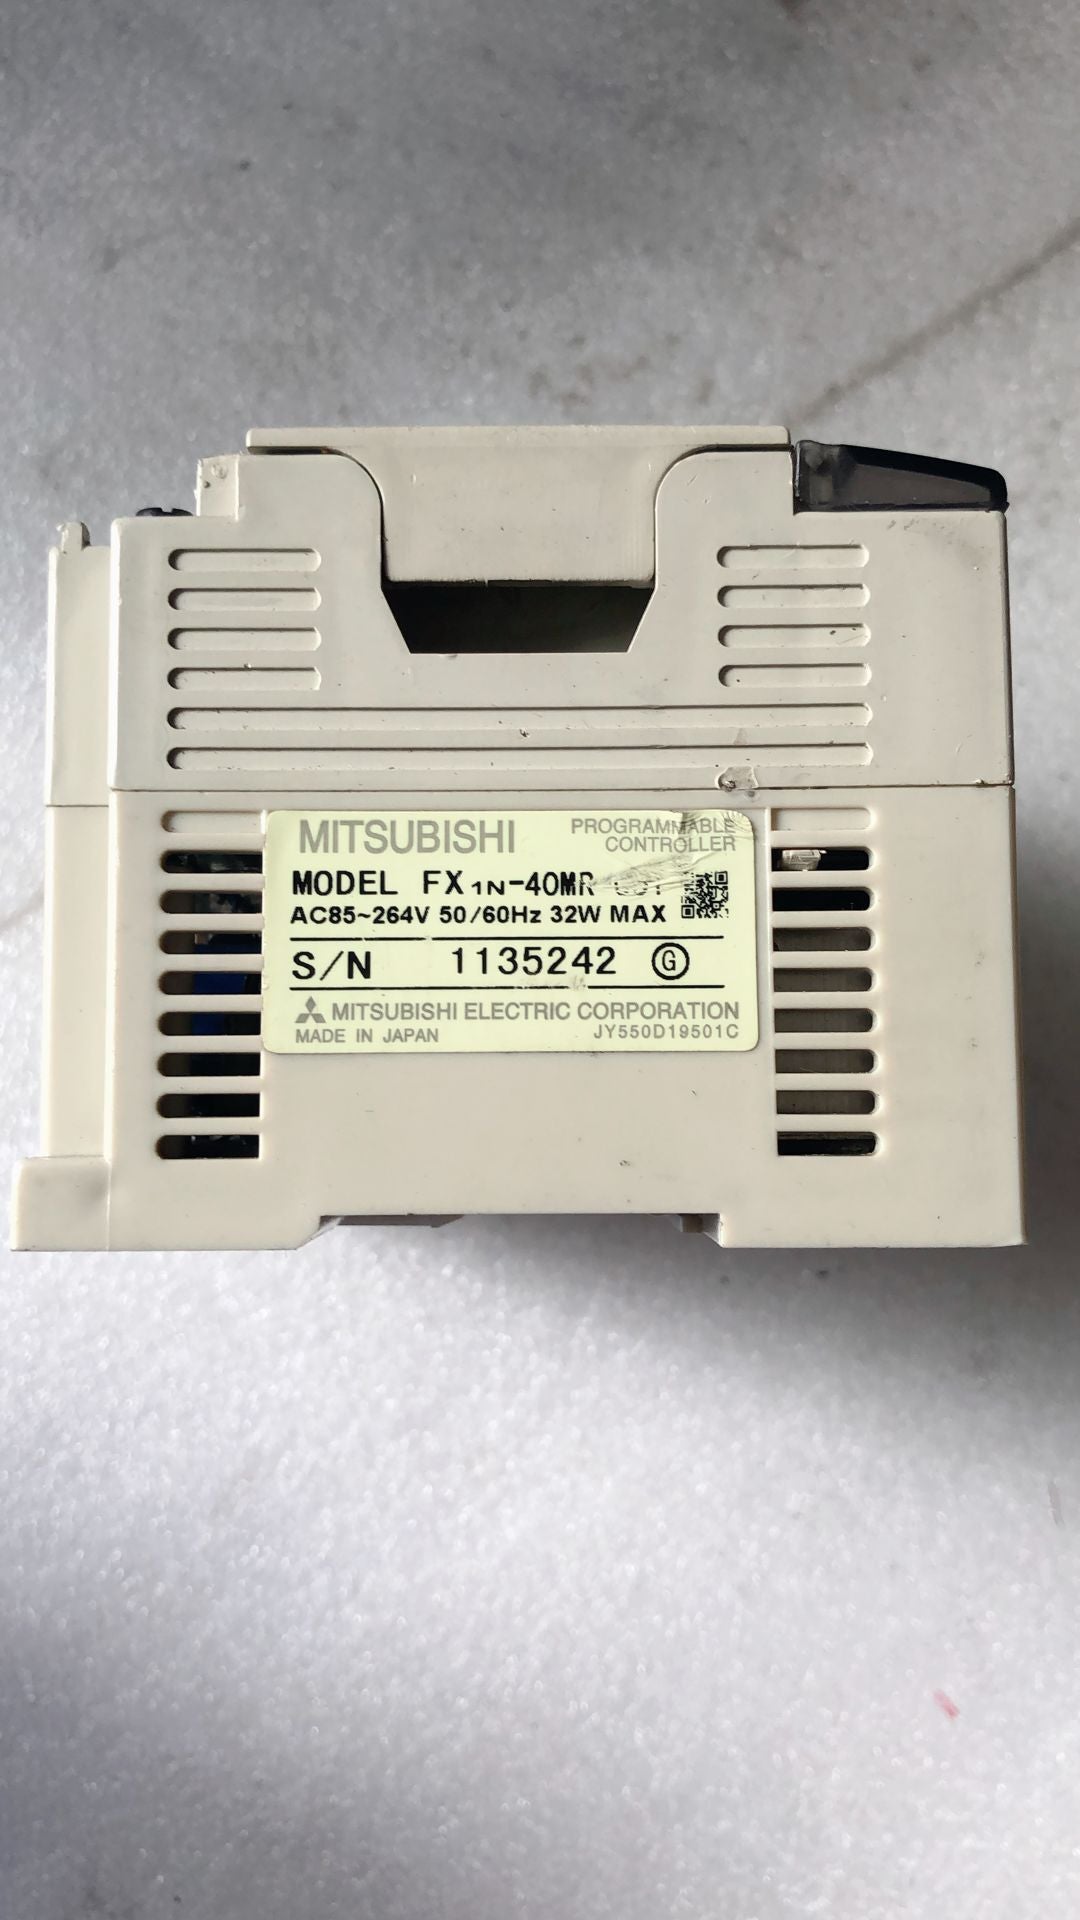 MITSUBISHI
PROGRAMMABLE
CONTROLLER
MODEL FX1N-40MR
AC85~264V 50/60Hz 32W MAX
S/N 1135242 G
MITSUBISHI ELECTRIC CORPORATION
MADE IN JAPAN JY550D19501C